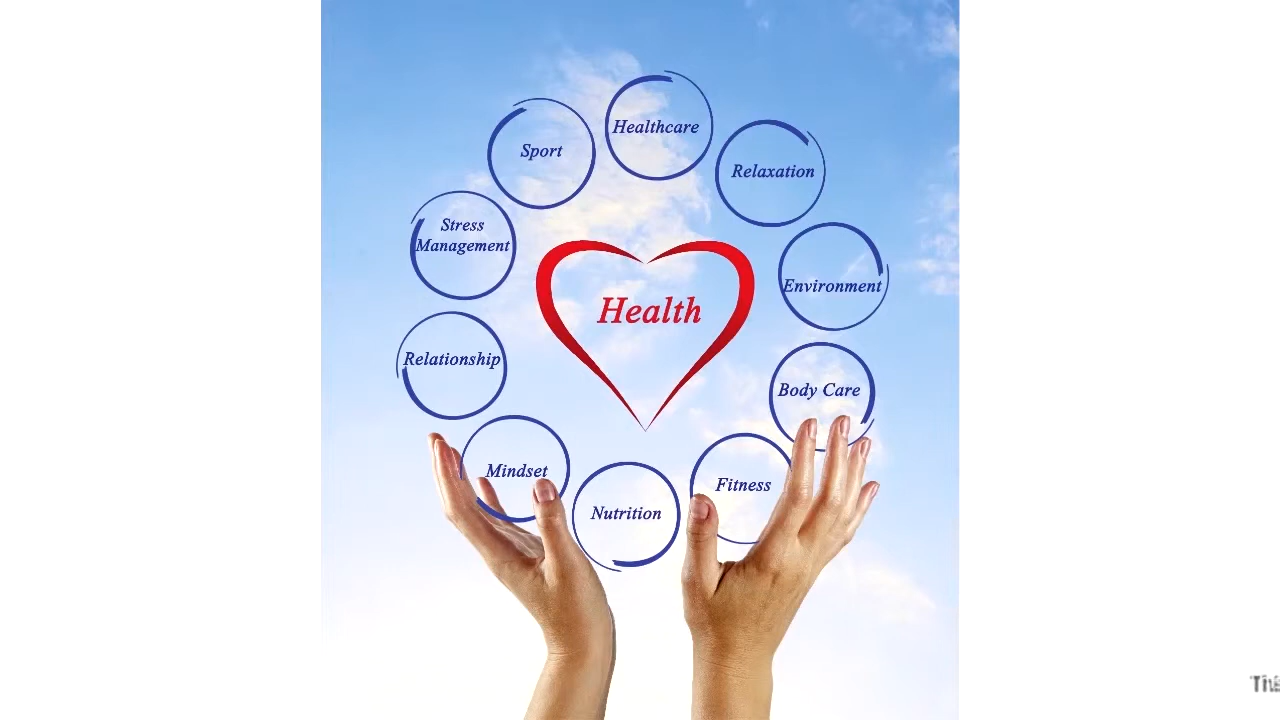 Healthcare
Sport
Relaxation
Stress
Management
Environment
Health
Relationship
Body Care
Mindset
Fitness
Nutrition